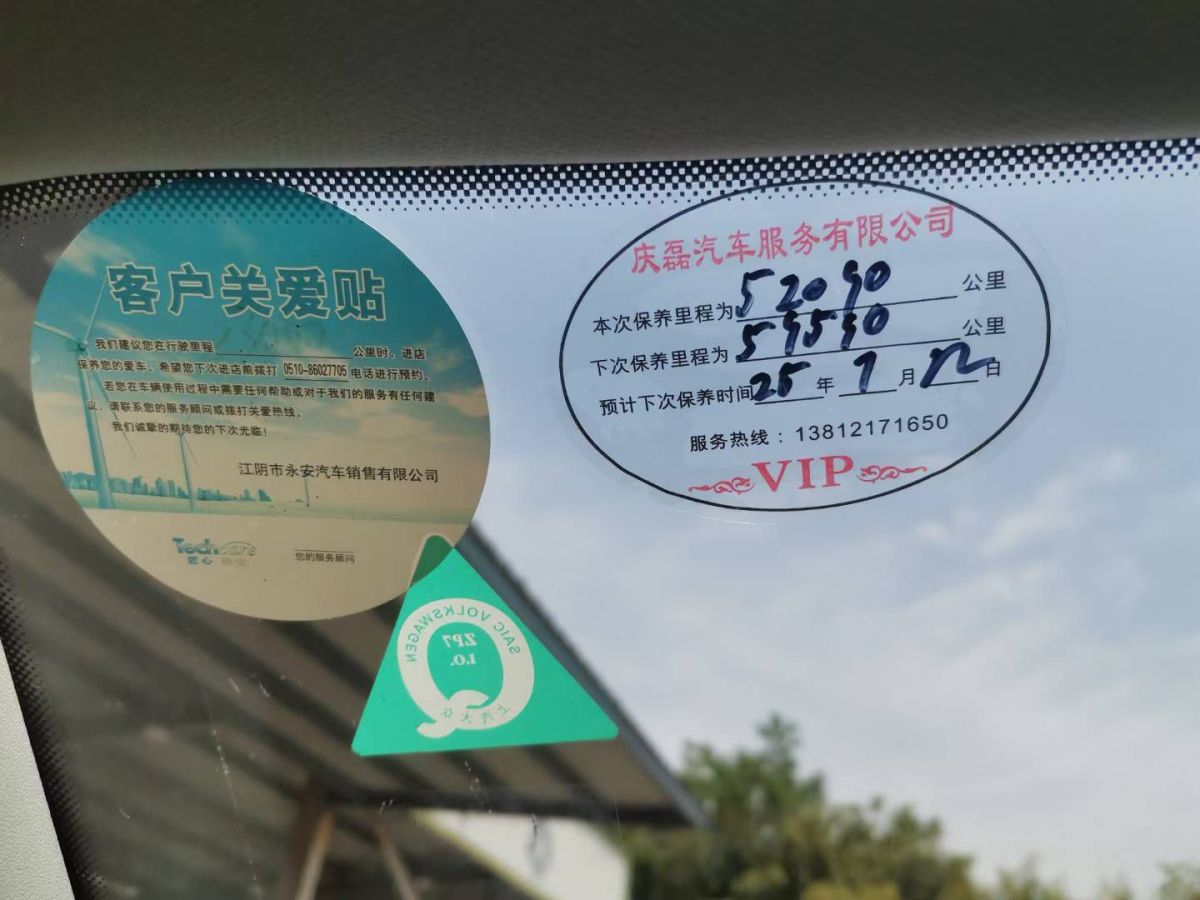 客户关爱贴
我们建议您在行驶里程 公里时，进店
保养您的爱车，希望您下次进店前拨打 0510-86027705 电话进行预约。
若您在车辆使用过程中需要任何帮助或对于我们的服务有任何建
议，请联系您的服务顾问或拨打关爱热线。
我们诚挚的期待您的下次光临！
江阴市永安汽车销售有限公司
Techcare
匠心
您的服务顾问
庆磊汽车服务有限公司
本次保养里程为 52090 公里
下次保养里程为 59590 公里
预计下次保养时间 25 年 月 日
服务热线：13812171650
VIP
SAIC VOLKSWAGEN
ZP7
I.O.
上汽大众